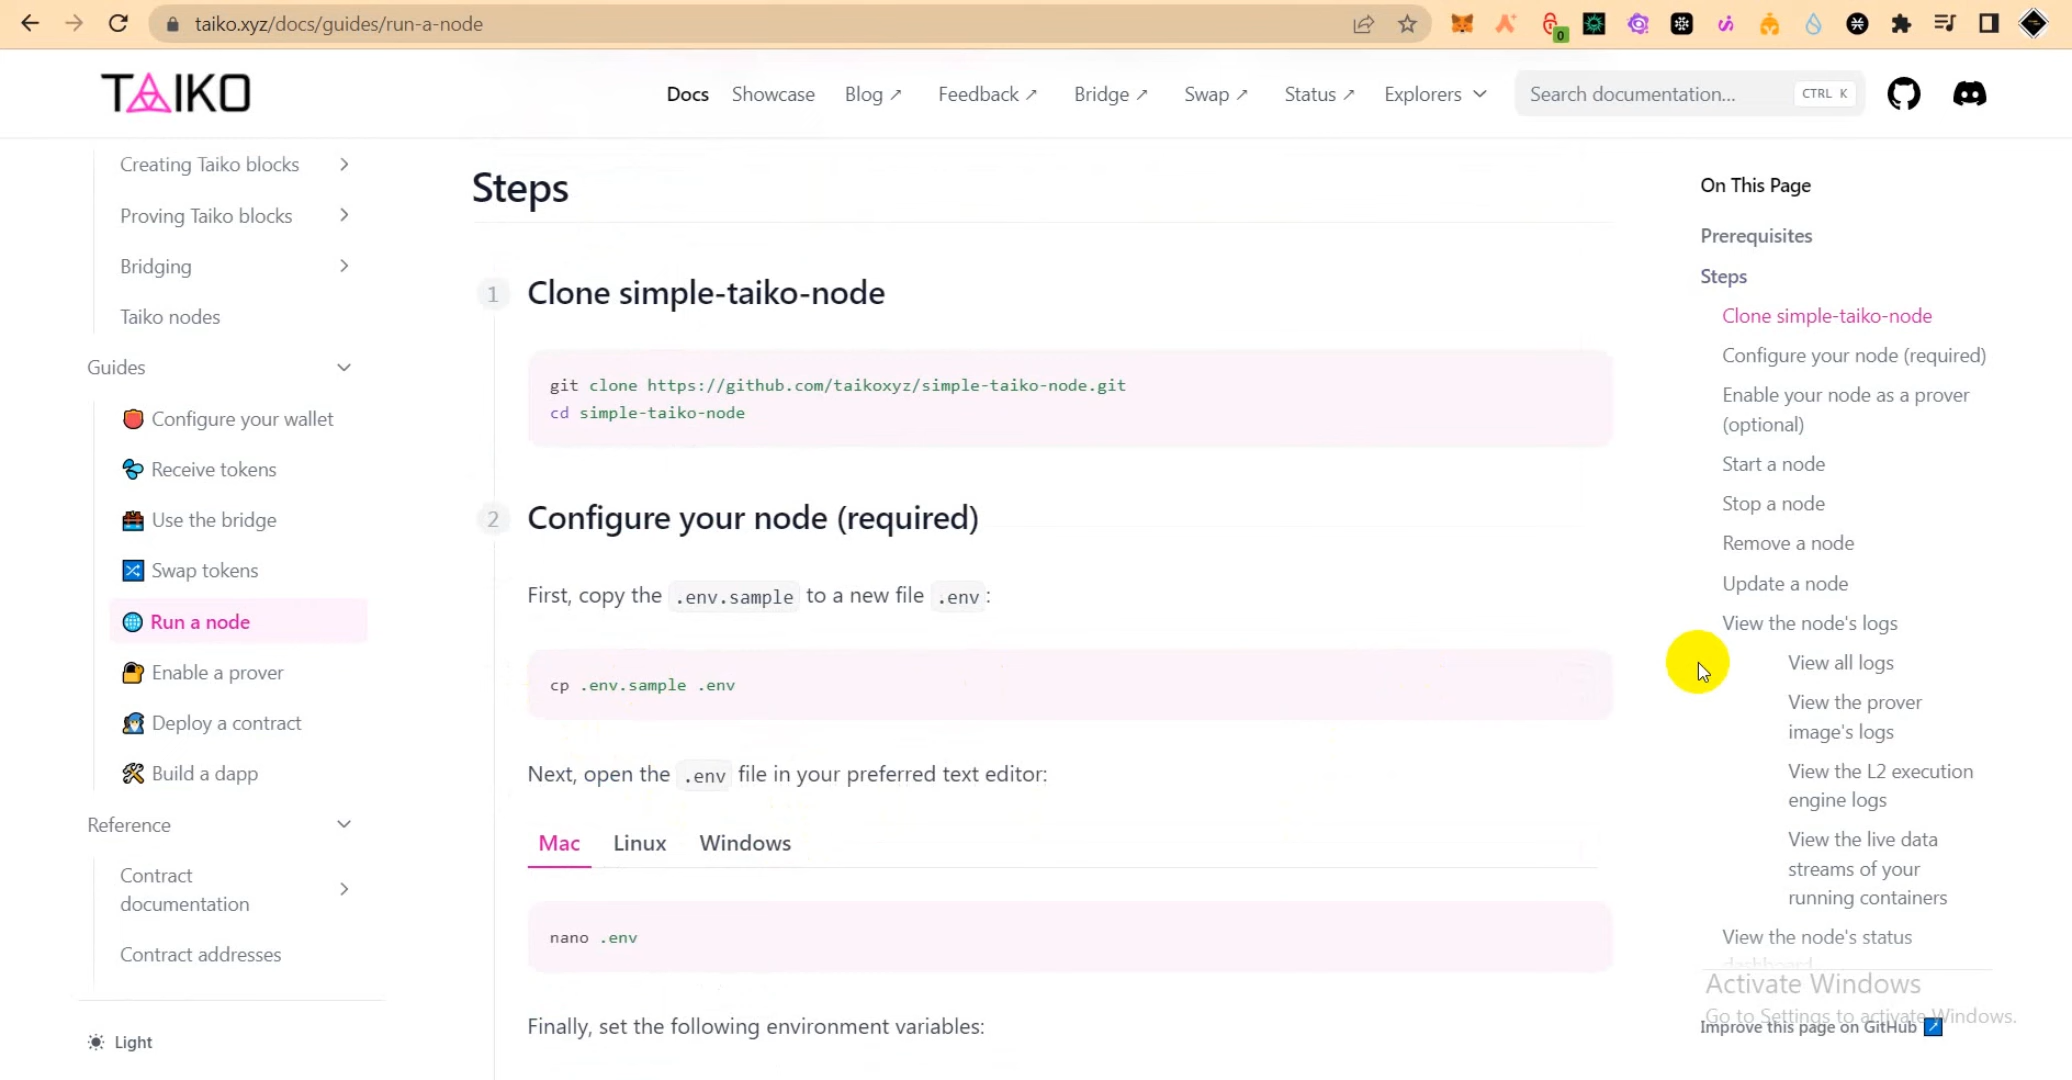 taiko.xyz/docs/guides/run-a-node
0
TAIKO
Docs
Showcase
Blog ↗
Feedback ↗
Bridge ↗
Swap ↗
Status ↗
Explorers
Search documentation...
CTRL K
Creating Taiko blocks
Proving Taiko blocks
Bridging
Taiko nodes
Guides
Configure your wallet
Receive tokens
Use the bridge
Swap tokens
Run a node
Enable a prover
Deploy a contract
Build a dapp
Reference
Contract
documentation
Contract addresses
Light
Steps
1
Clone simple-taiko-node
git clone https://github.com/taikoxyz/simple-taiko-node.git
cd simple-taiko-node
2
Configure your node (required)
First, copy the .env.sample to a new file .env:
cp .env.sample .env
Next, open the .env file in your preferred text editor:
Mac
Linux
Windows
nano .env
Finally, set the following environment variables:
On This Page
Prerequisites
Steps
Clone simple-taiko-node
Configure your node (required)
Enable your node as a prover
(optional)
Start a node
Stop a node
Remove a node
Update a node
View the node's logs
View all logs
View the prover
image's logs
View the L2 execution
engine logs
View the live data
streams of your
running containers
View the node's status
dashboard
Activate Windows
Go to Settings to activate Windows.
Improve this page on GitHub